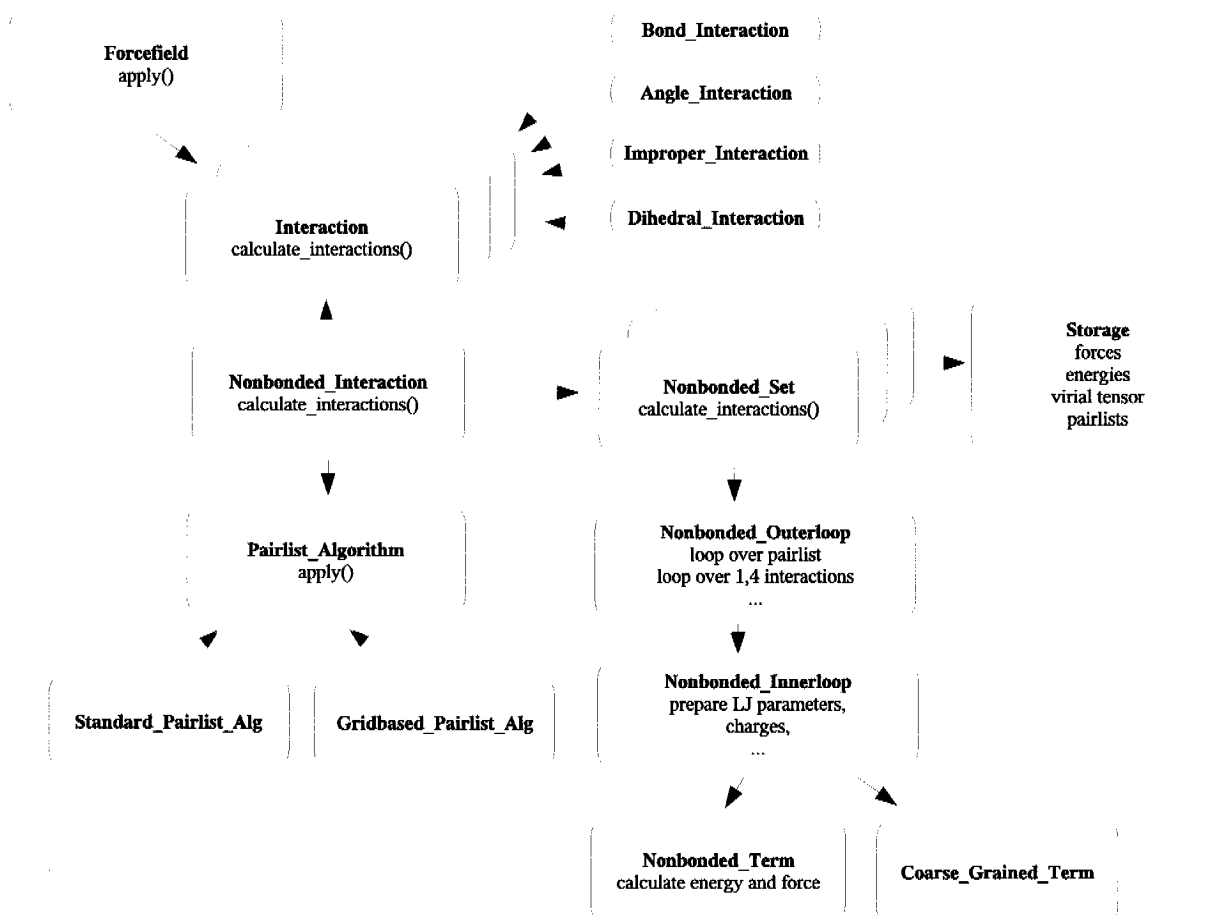 Forcefield
apply()
Bond_Interaction
Angle_Interaction
Improper_Interaction
Dihedral_Interaction
Interaction
calculate_interactions()
Nonbonded_Interaction
calculate_interactions()
Nonbonded_Set
calculate_interactions()
Storage
forces
energies
virial tensor
pairlists
Pairlist_Algorithm
apply()
Nonbonded_Outerloop
loop over pairlist
loop over 1,4 interactions
...
Standard_Pairlist_Alg
Gridbased_Pairlist_Alg
Nonbonded_Innerloop
prepare LJ parameters,
charges,
...
Nonbonded_Term
calculate energy and force
Coarse_Grained_Term